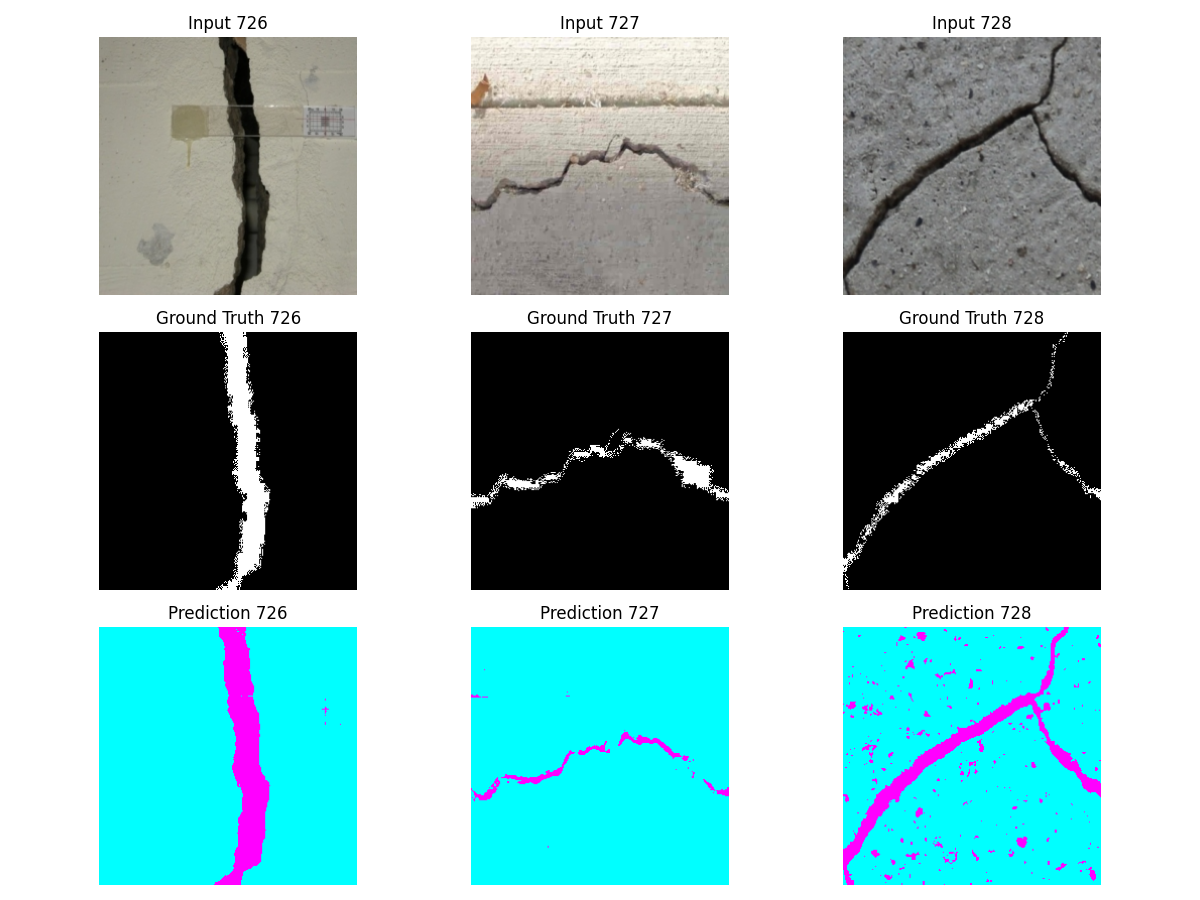 Input 726
Input 727
Input 728
Ground Truth 726
Ground Truth 727
Ground Truth 728
Prediction 726
Prediction 727
Prediction 728